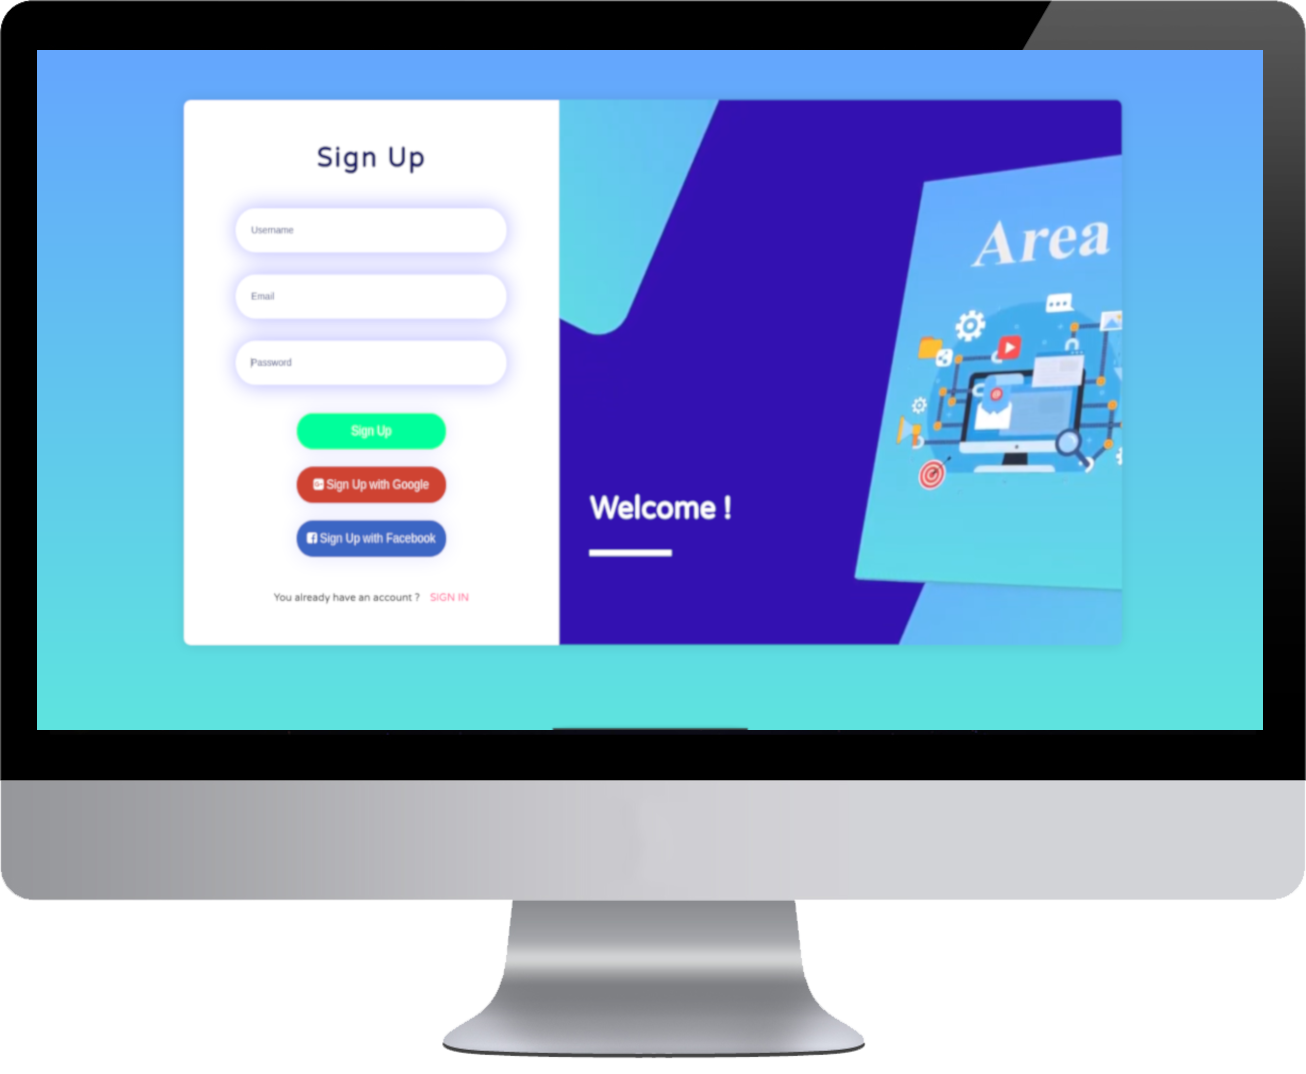 Sign Up
Username
Email
Password
Sign Up
Sign Up with Google
Sign Up with Facebook
You already have an account ? SIGN IN
Welcome !
Area